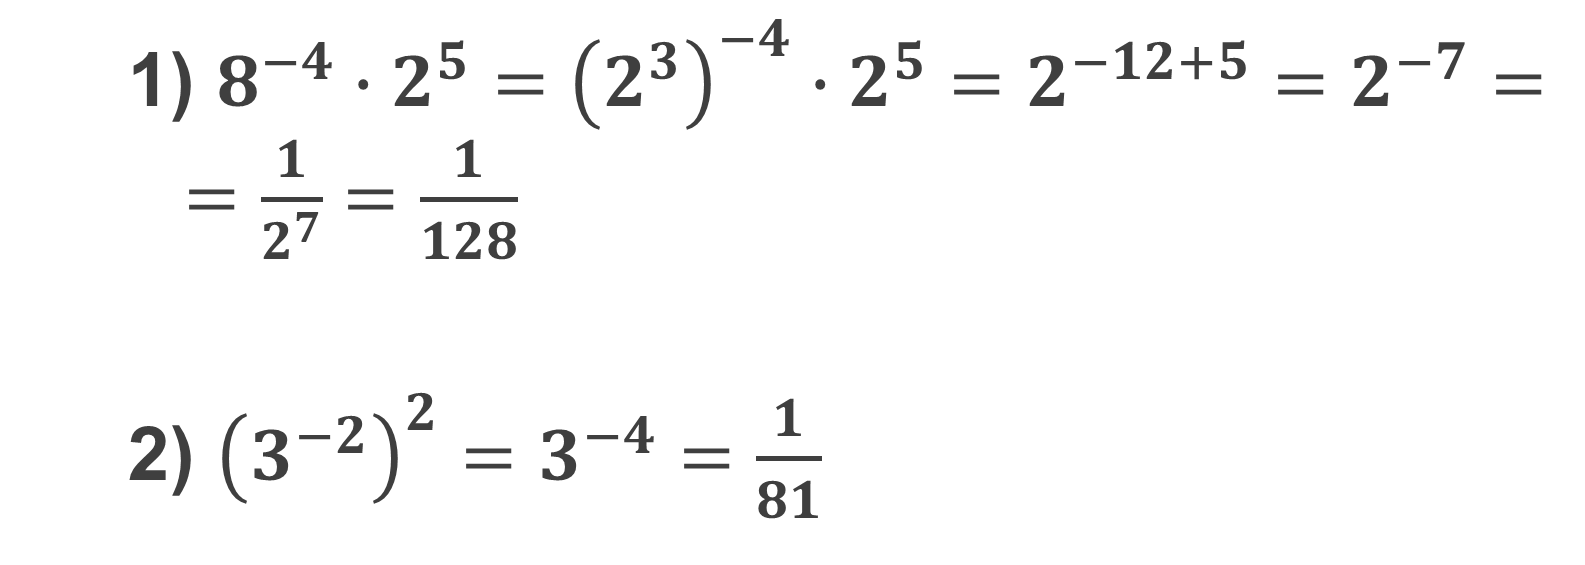 1) 8⁻⁴ · 2⁵ = (2³)⁻⁴ · 2⁵ = 2⁻¹²⁺⁵ = 2⁻⁷ =
= 1/2⁷ = 1/128
2) (3⁻²)² = 3⁻⁴ = 1/81